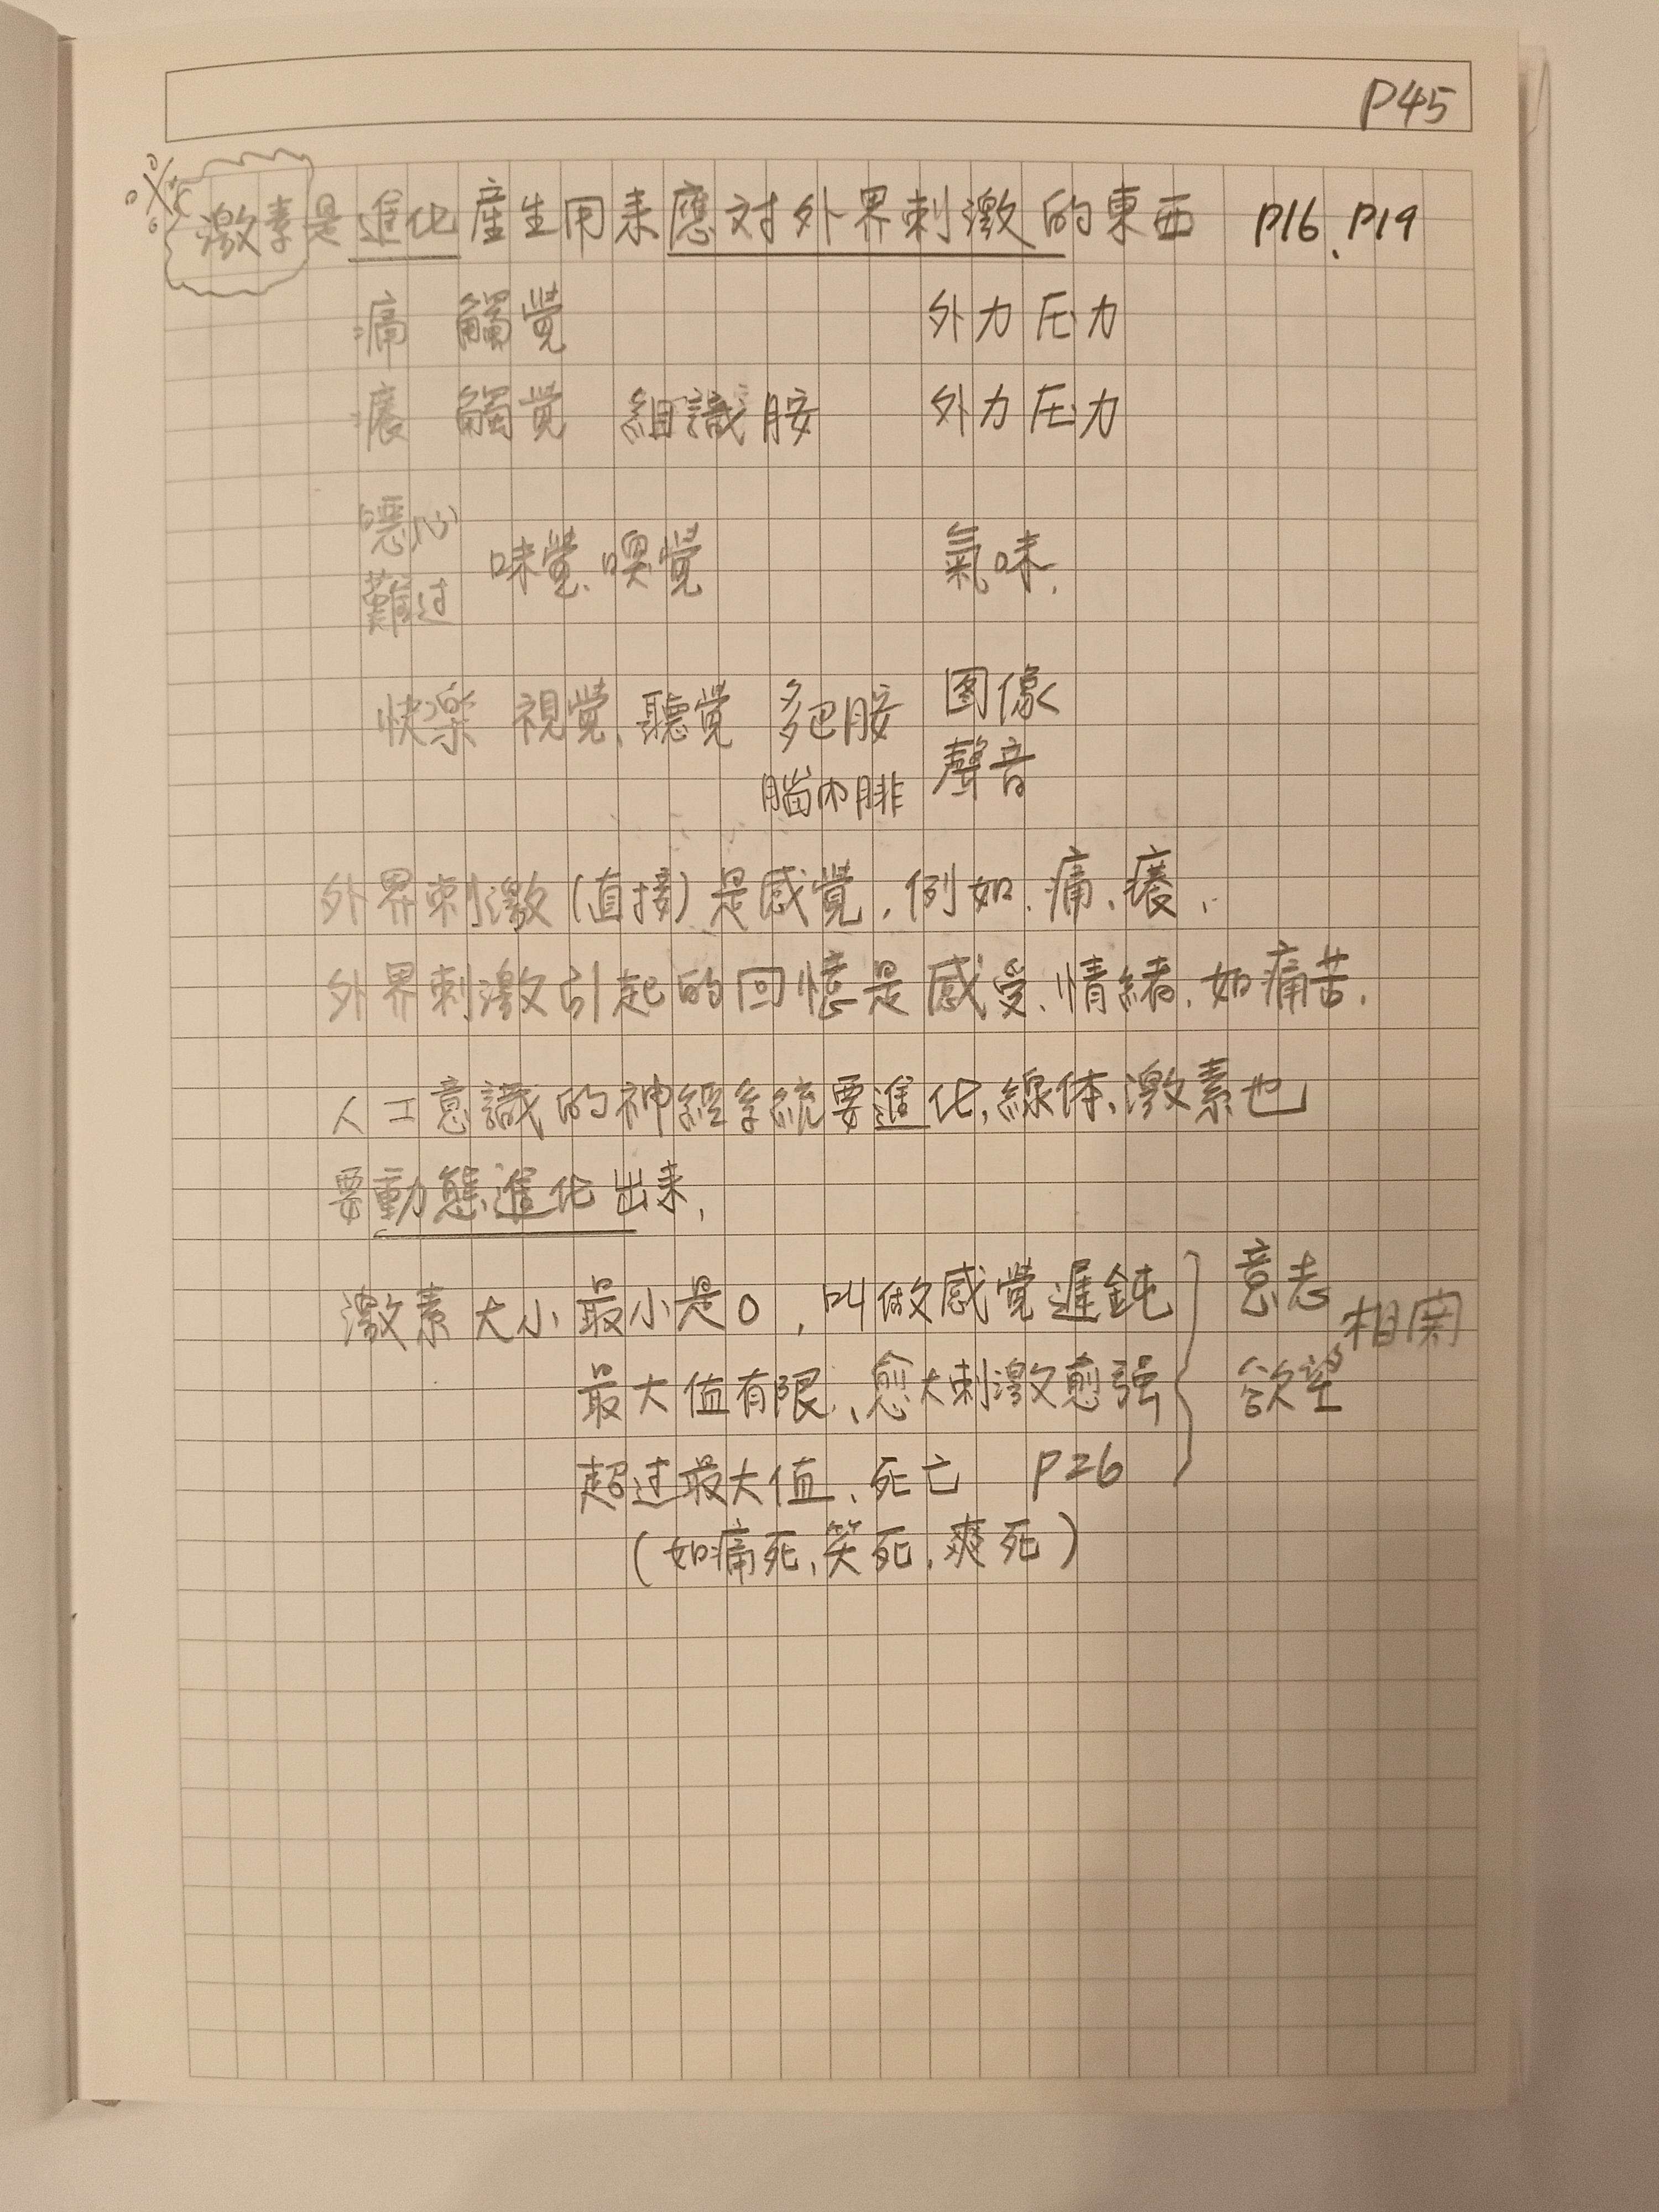 P45
激素是進化產生用来應对外界刺激的東西 P16、P19
痛 觸覚 外力压力
癢 觸覚 組識胺 外力压力
噁心
難过 味覚、嗅覚 氣味、
快楽 視覚、聽覚 多巴胺 图像
腦内腓 聲音
外界刺激(直接)是感覚，例如、痛、癢、
外界刺激引起的回憶是感受、情緒、如痛苦、
人工意識的神經系統要進化、線体、激素也
要動態進化出来、
激素 大小 最小是0，叫做感覚遲鈍 意志
最大值有限、愈大刺激愈强 欲望 相関
超过最大值、死亡 P26
(如痛死、笑死、爽死)